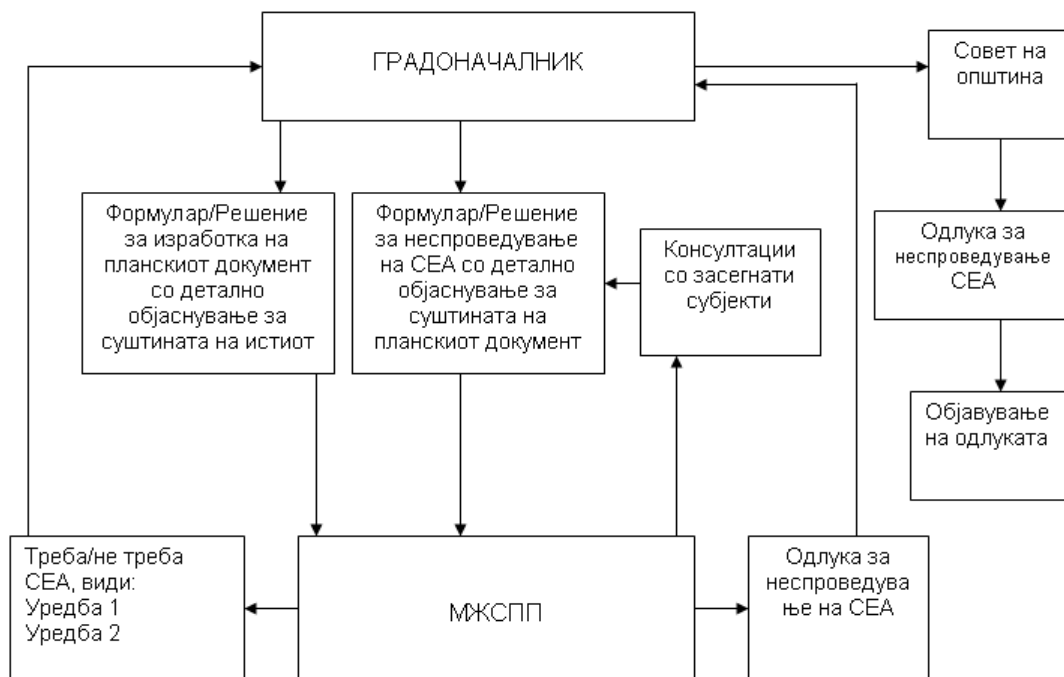 ГРАДОНАЧАЛНИК
Совет на
општина
Формулар/Решение
за изработка на
планскиот документ
со детално
објаснување за
суштината на истиот
Формулар/Решение
за неспроведување
на СЕА со детално
објаснување за
суштината на
планскиот документ
Консултации
со засегнати
субјекти
Одлука за
неспроведување
СЕА
Објавување
на одлуката
Треба/не треба
СЕА, види:
Уредба 1
Уредба 2
МЖСПП
Одлука за
неспроведува
ње на СЕА